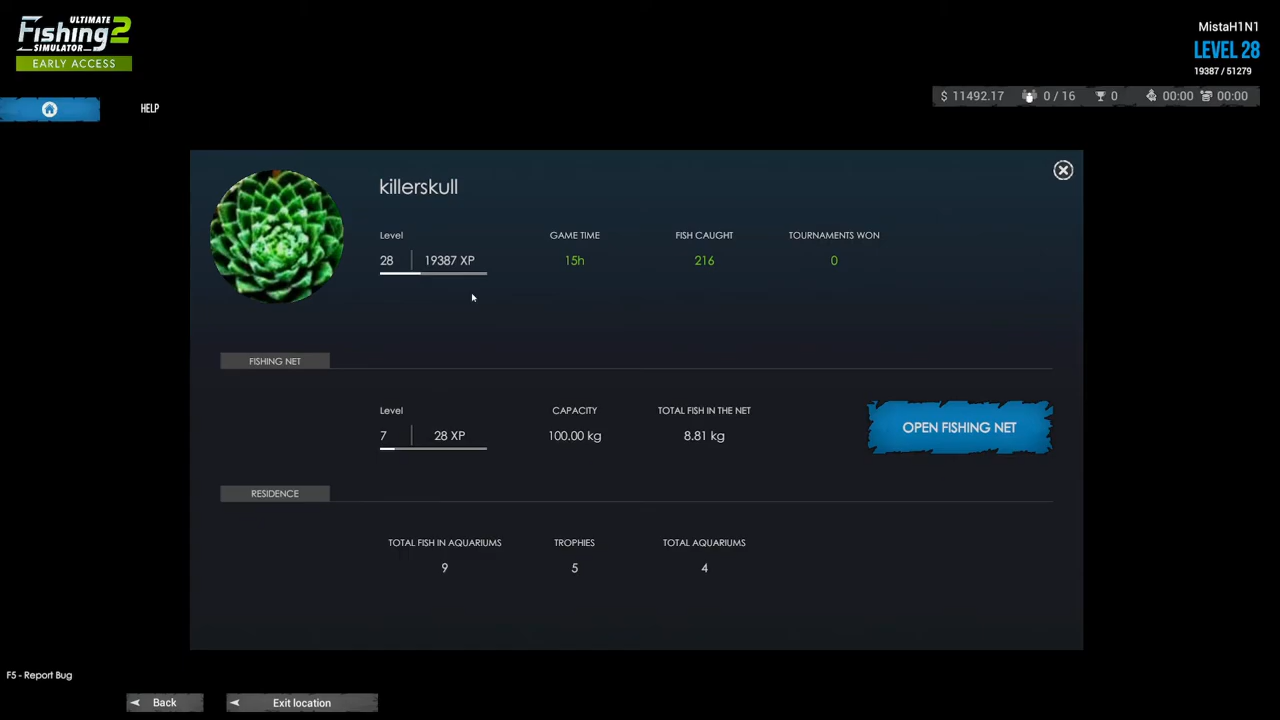 ULTIMATE
Fishing 2
SIMULATOR
EARLY ACCESS
MistaH1N1
LEVEL 28
19387 / 51279
$ 11492.17 0 / 16 0 00:00 00:00
HELP
killerskull
Level GAME TIME FISH CAUGHT TOURNAMENTS WON
28 19387 XP 15h 216 0
FISHING NET
Level CAPACITY TOTAL FISH IN THE NET
7 28 XP 100.00 kg 8.81 kg
OPEN FISHING NET
RESIDENCE
TOTAL FISH IN AQUARIUMS TROPHIES TOTAL AQUARIUMS
9 5 4
F5 - Report Bug
Back Exit location